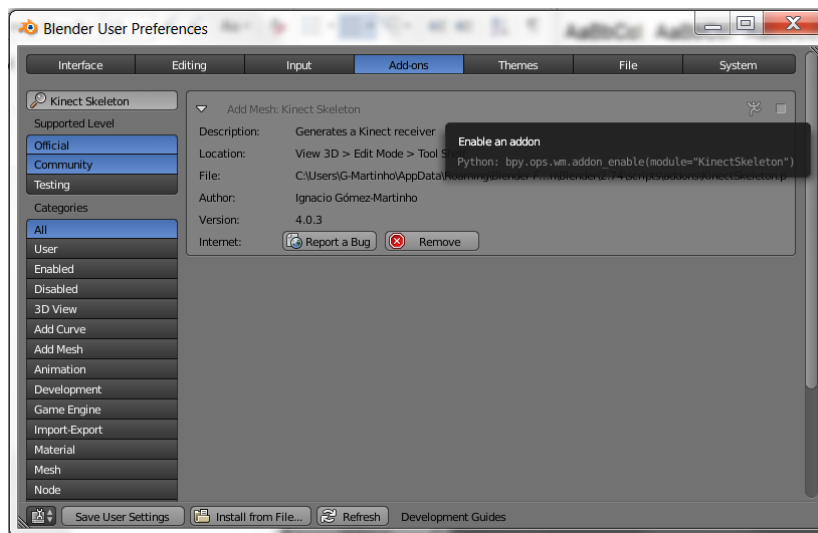 Blender User Preferences
Interface Editing Input Add-ons Themes File System
Kinect Skeleton
Supported Level
Official
Community
Testing
Categories
All
User
Enabled
Disabled
3D View
Add Curve
Add Mesh
Animation
Development
Game Engine
Import-Export
Material
Mesh
Node
Add Mesh: Kinect Skeleton
Description: Generates a Kinect receiver
Location: View 3D > Edit Mode > Tool
File: C:\Users\G-Martinho\AppData\
Author: Ignacio Gómez-Martinho
Version: 4.0.3
Internet: Report a Bug Remove
Enable an addon
Python: bpy.ops.wm.addon_enable(module="KinectSkeleton")
Save User Settings Install from File... Refresh Development Guides